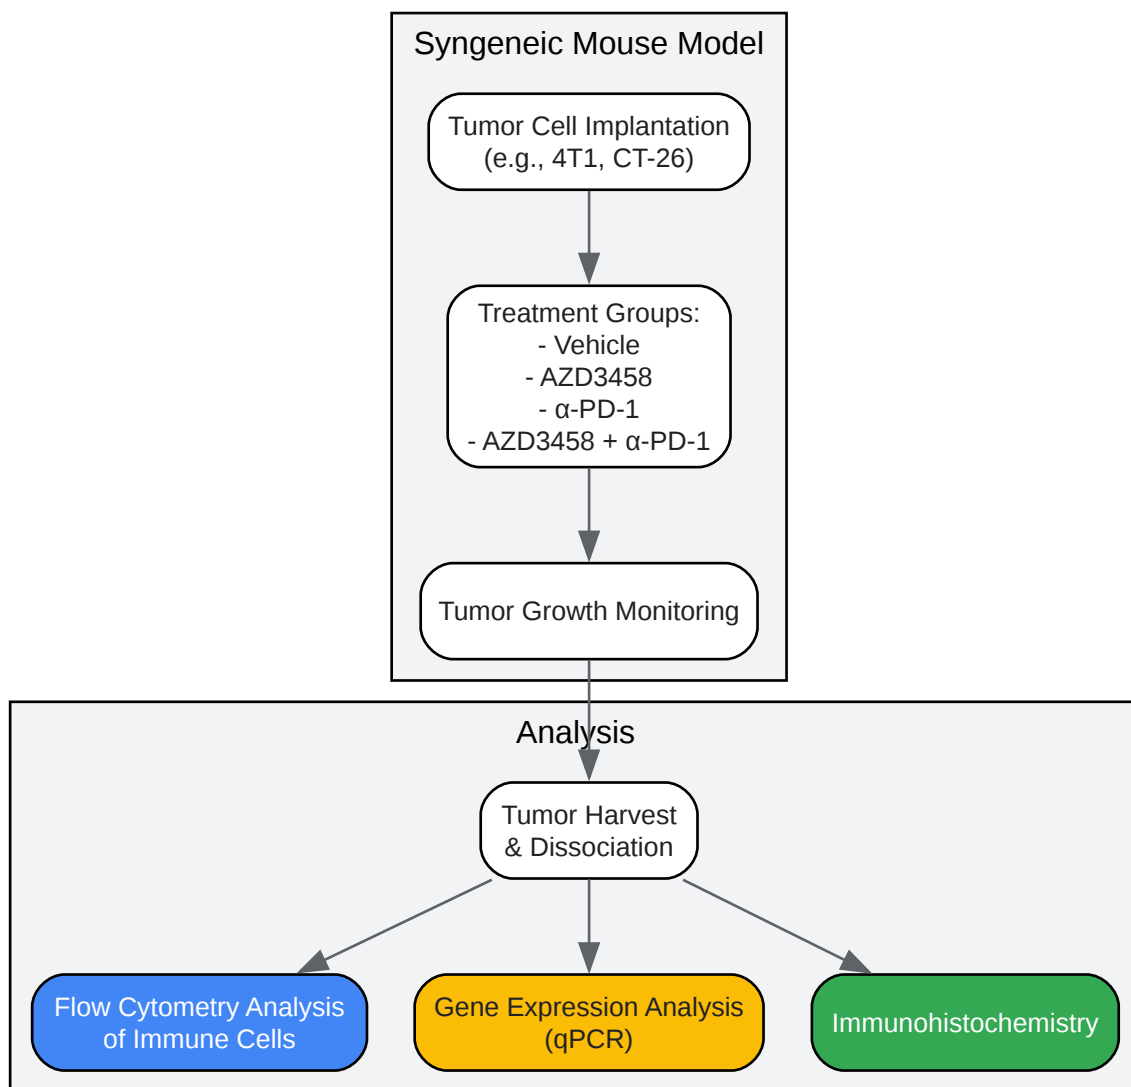 Syngeneic Mouse Model
Tumor Cell Implantation
(e.g., 4T1, CT-26)
Treatment Groups:
- Vehicle
- AZD3458
- α-PD-1
- AZD3458 + α-PD-1
Tumor Growth Monitoring
Analysis
Tumor Harvest
& Dissociation
Flow Cytometry Analysis
of Immune Cells
Gene Expression Analysis
(qPCR)
Immunohistochemistry